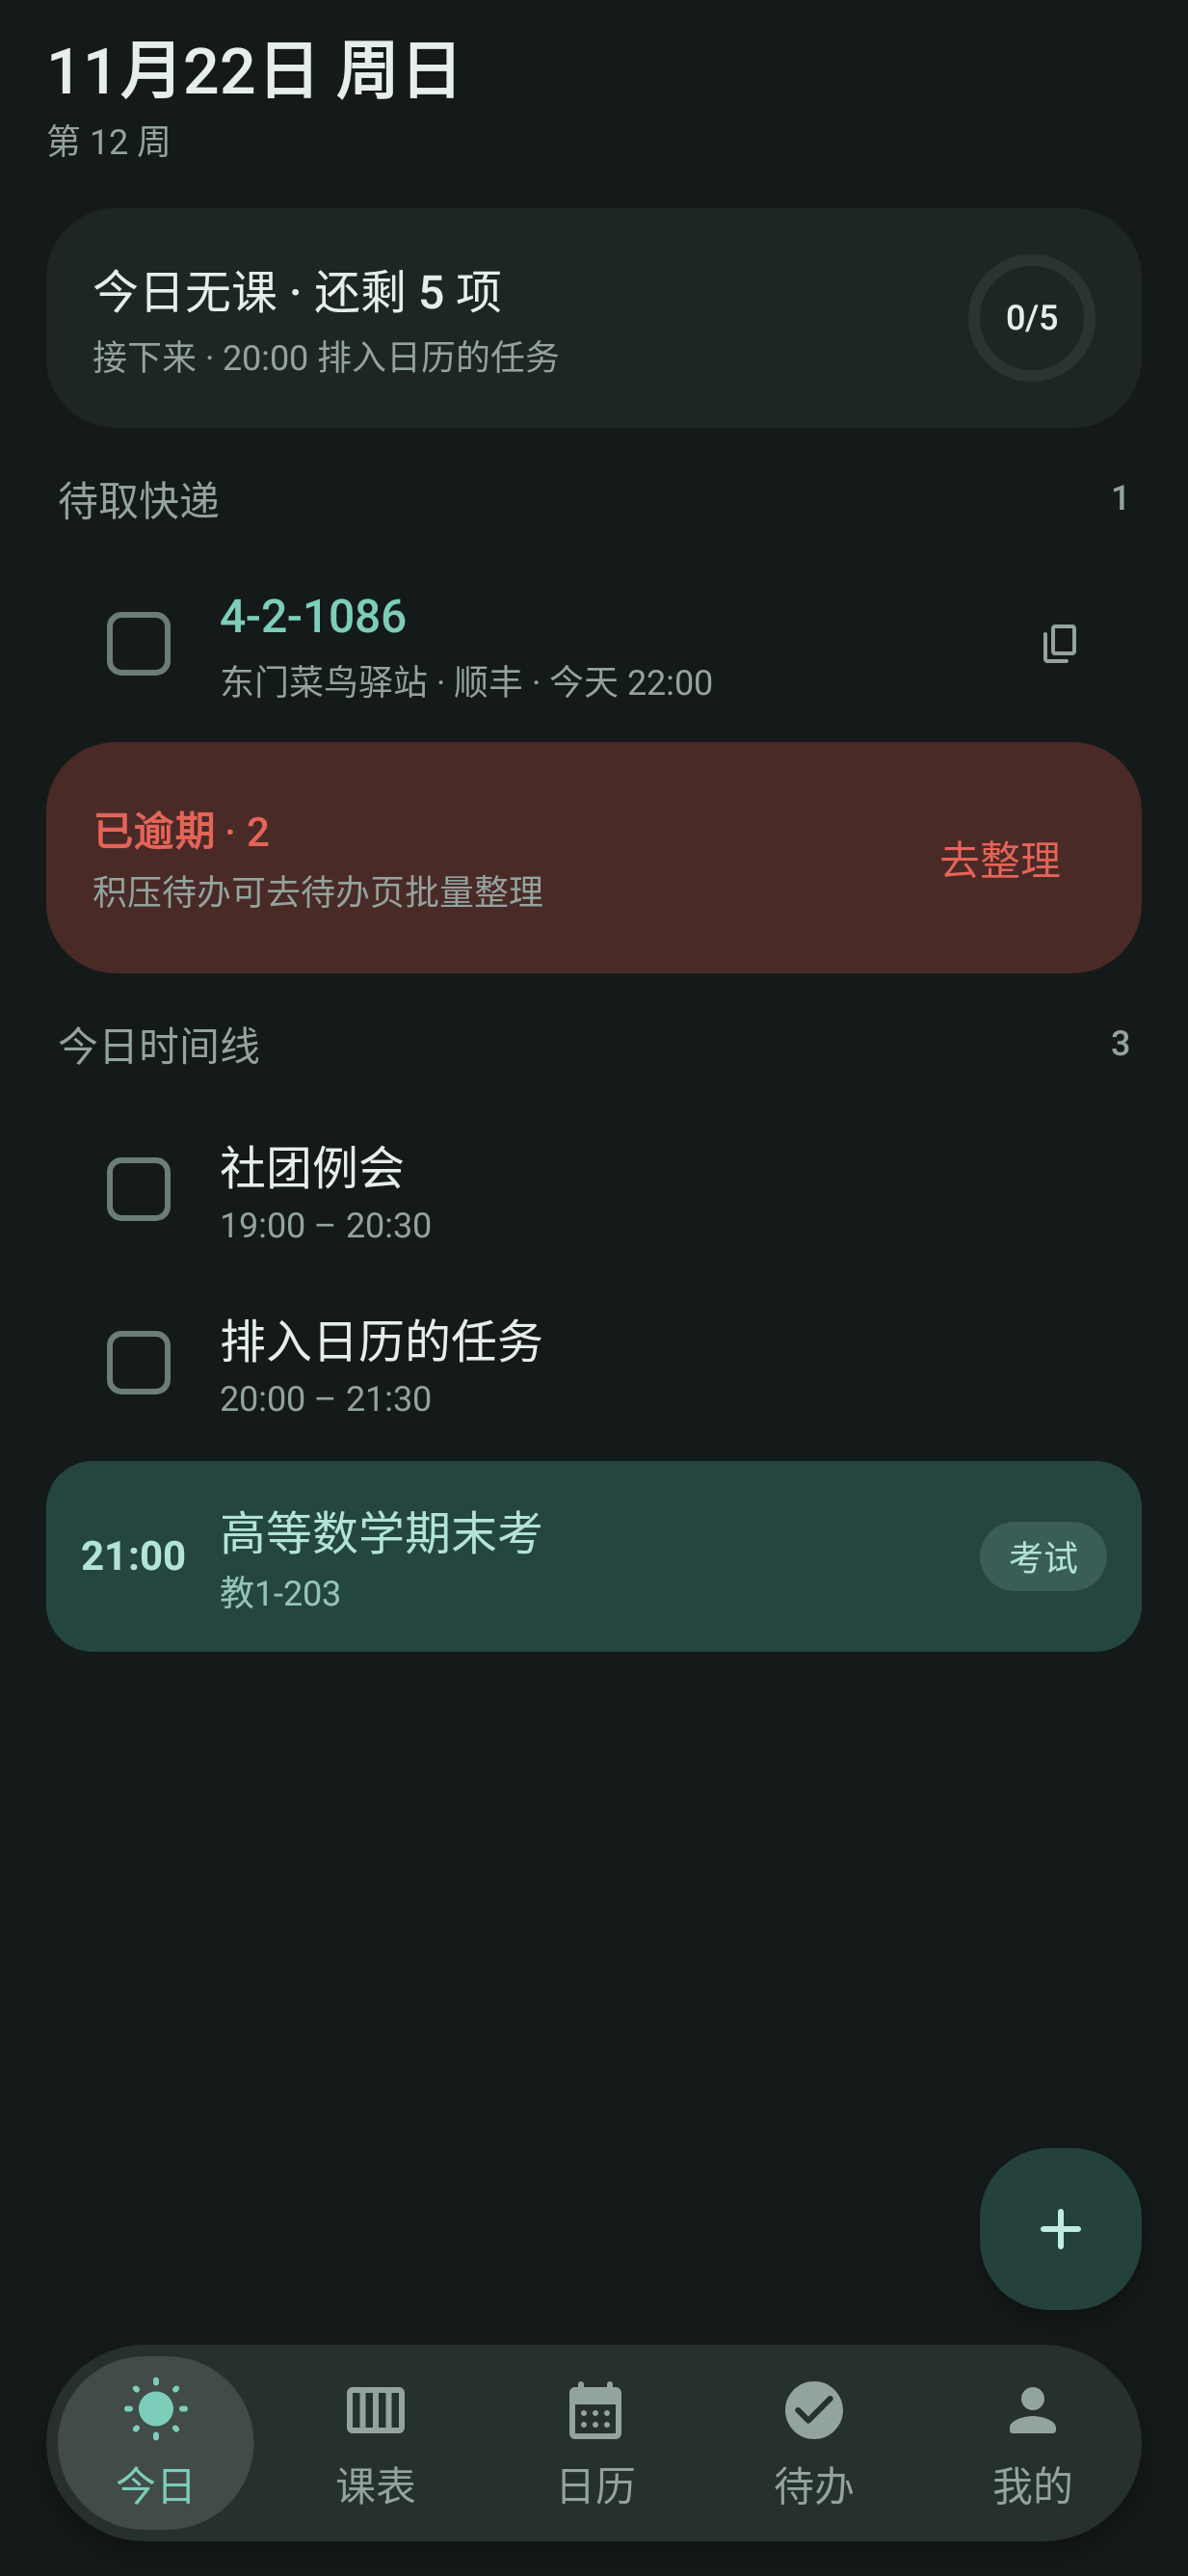 11月22日 周日
第 12 周
今日无课 · 还剩 5 项
接下来 · 20:00 排入日历的任务
0/5
待取快递
1
4-2-1086
东门菜鸟驿站 · 顺丰 · 今天 22:00
已逾期 · 2
积压待办可去待办页批量整理
去整理
今日时间线
3
社团例会
19:00 – 20:30
排入日历的任务
20:00 – 21:30
21:00
高等数学期末考
教1-203
考试
今日
课表
日历
待办
我的